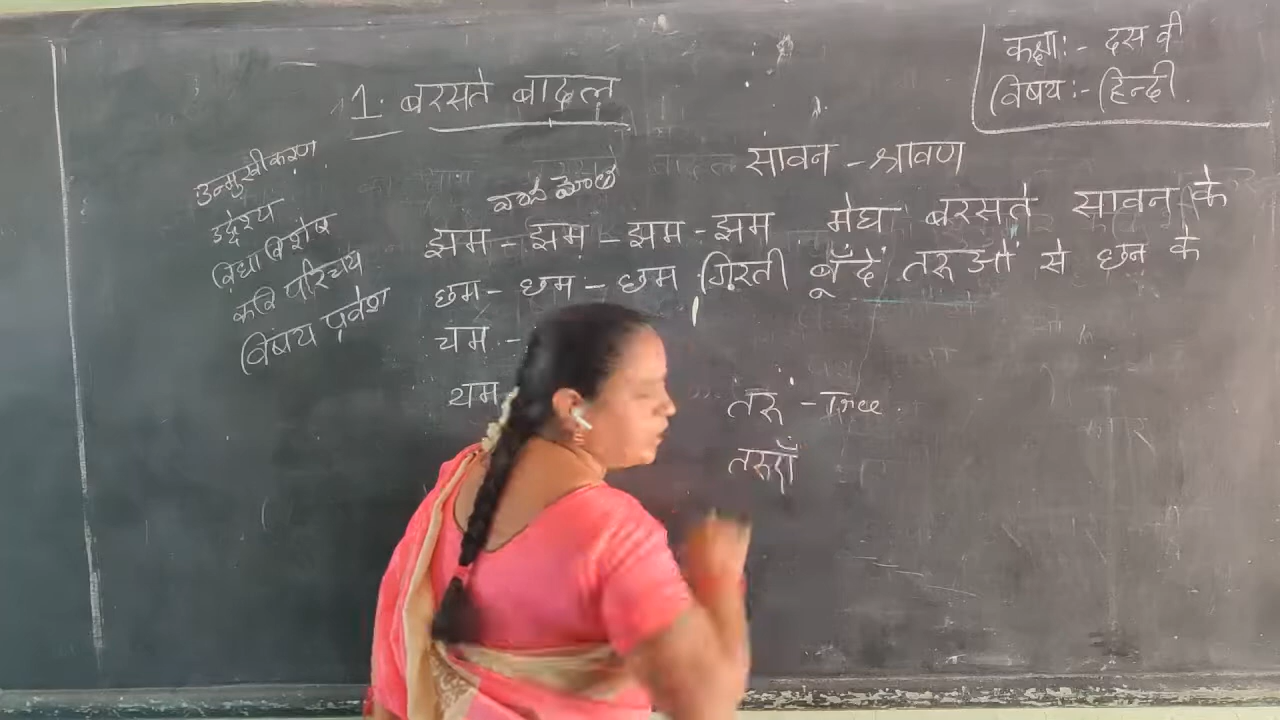 कक्षा:- दस वी
विषय:- हिन्दी
1. बरसते बादल
सावन - श्रावण
उन्मुखीकरण
उद्देश्य
विधा विशेष
कवि परिचय
विषय प्रवेश
झम - झम - झम - झम मेघ बरसते सावन के
छम - छम - छम गिरती बूँदें तरुओं से छन के
चम -
थम
तरु - Tree